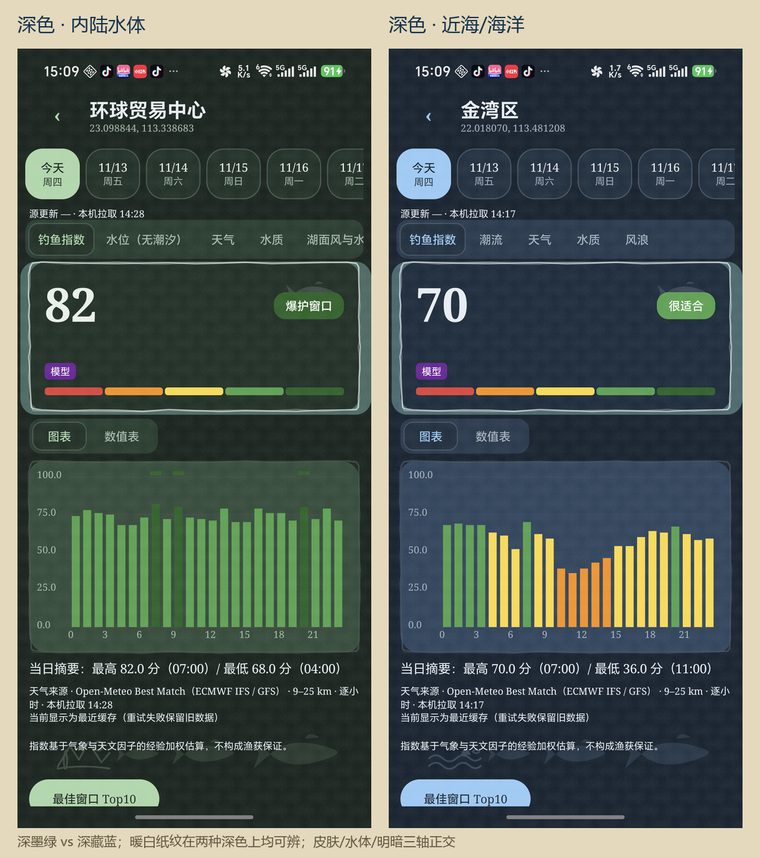 深色 · 内陆水体
深色 · 近海/海洋
15:09
5.1 K/s
5G
5G
91
环球贸易中心
23.098844, 113.338683
今天 周四
11/13 周五
11/14 周六
11/15 周日
11/16 周一
源更新 — · 本机拉取 14:28
钓鱼指数 水位（无潮汐） 天气 水质 湖面风与水
82
爆护窗口
模型
图表 数值表
100.0
75.0
50.0
25.0
0.0
0 3 6 9 12 15 18 21
当日摘要：最高 82.0 分（07:00）/ 最低 68.0 分（04:00）
天气来源 · Open-Meteo Best Match（ECMWF IFS / GFS） · 9–25 km · 逐小
时 · 本机拉取 14:28
当前显示为最近缓存（重试失败保留旧数据）
指数基于气象与天文因子的经验加权估算，不构成渔获保证。
最佳窗口 Top10
15:09
1.7 K/s
5G
5G
91
金湾区
22.018070, 113.481208
今天 周四
11/13 周五
11/14 周六
11/15 周日
11/16 周一
源更新 — · 本机拉取 14:17
钓鱼指数 潮流 天气 水质 风浪
70
很适合
模型
图表 数值表
100.0
75.0
50.0
25.0
0.0
0 3 6 9 12 15 18 21
当日摘要：最高 70.0 分（07:00）/ 最低 36.0 分（11:00）
天气来源 · Open-Meteo Best Match（ECMWF IFS / GFS） · 9–25 km · 逐小
时 · 本机拉取 14:17
当前显示为最近缓存（重试失败保留旧数据）
指数基于气象与天文因子的经验加权估算，不构成渔获保证。
最佳窗口 Top10
深墨绿 vs 深藏蓝；暖白纸纹在两种深色上均可辨；皮肤/水体/明暗三轴正交